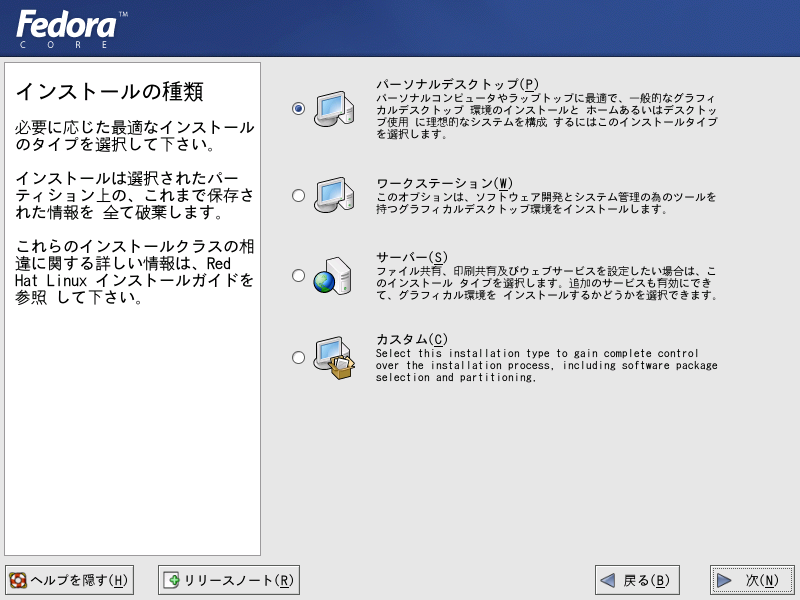 Fedora™
CORE
インストールの種類
必要に応じた最適なインストール
のタイプを選択して下さい。
インストールは選択されたパー
ティション上の、これまで保存さ
れた情報を 全て破棄します。
これらのインストールクラスの相
違に関する詳しい情報は、Red
Hat Linux インストールガイドを
参照 して下さい。
パーソナルデスクトップ(P)
パーソナルコンピュータやラップトップに最適で、一般的なグラフィ
カルデスクトップ 環境のインストールと ホームあるいはデスクトッ
プ使用 に理想的なシステムを構成 するにはこのインストールタイプ
を選択します。
ワークステーション(W)
このオプションは、ソフトウェア開発とシステム管理の為のツールを
持つグラフィカルデスクトップ環境をインストールします。
サーバー(S)
ファイル共有、印刷共有及びウェブサービスを設定したい場合は、こ
のインストール タイプを選択します。追加のサービスも有効にでき
て、グラフィカル環境を インストールするかどうかを選択できます。
カスタム(C)
Select this installation type to gain complete control
over the installation process, including software package
selection and partitioning.
ヘルプを隠す(H)
リリースノート(R)
戻る(B)
次(N)